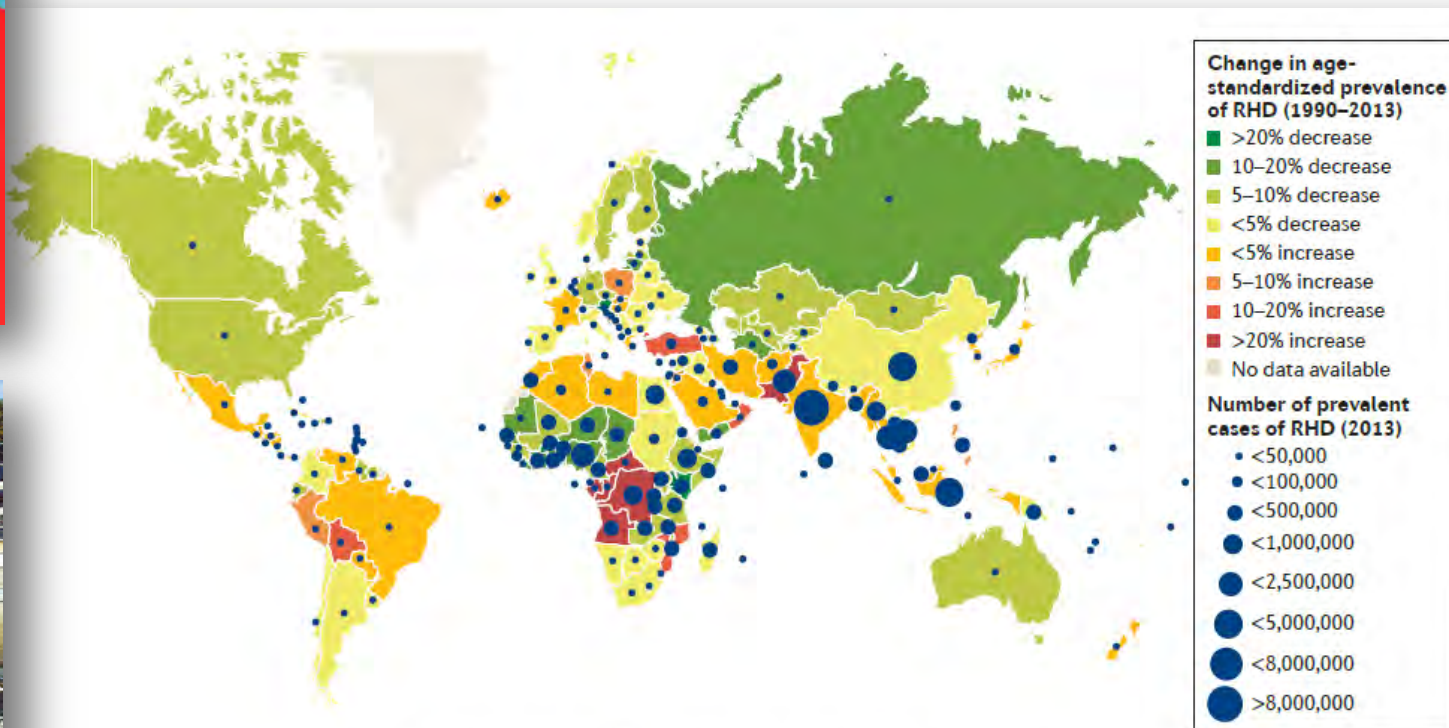 Change in age-
standardized prevalence
of RHD (1990–2013)
>20% decrease
10–20% decrease
5–10% decrease
<5% decrease
<5% increase
5–10% increase
10–20% increase
>20% increase
No data available
Number of prevalent
cases of RHD (2013)
<50,000
<100,000
<500,000
<1,000,000
<2,500,000
<5,000,000
<8,000,000
>8,000,000